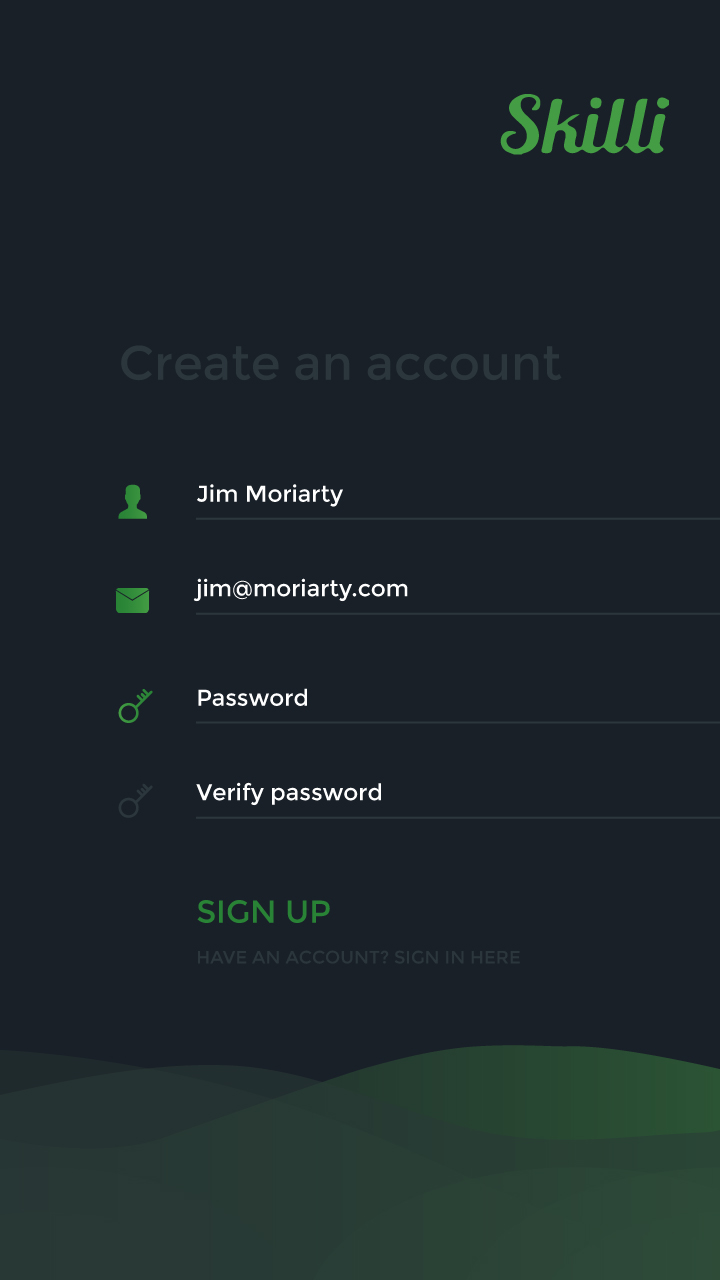 Skilli
Create an account
Jim Moriarty
jim@moriarty.com
Password
Verify password
SIGN UP
HAVE AN ACCOUNT? SIGN IN HERE